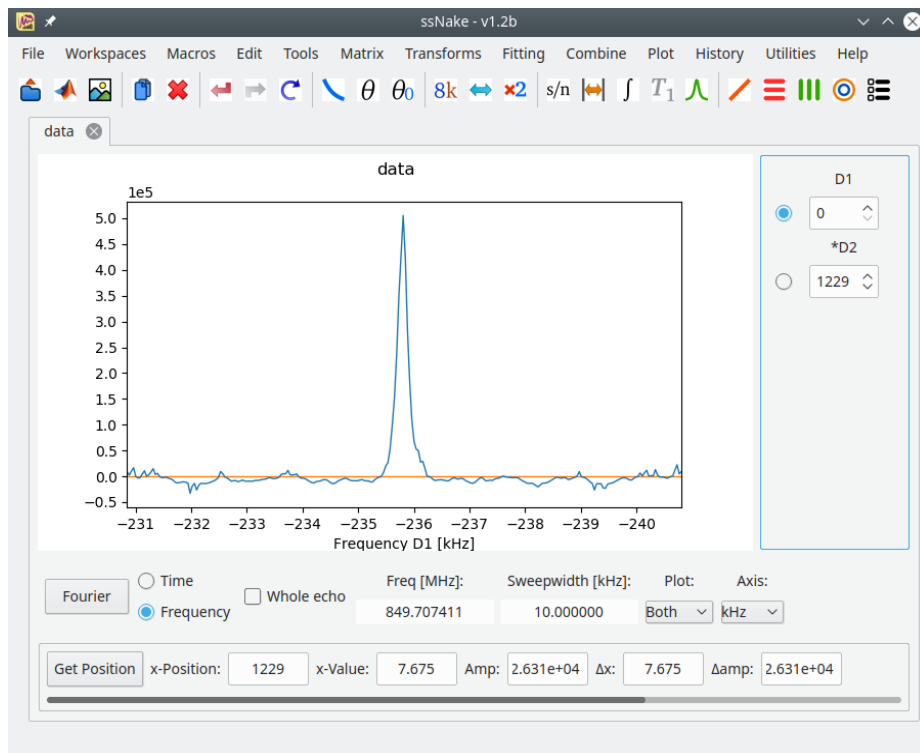 ssNake - v1.2b
File Workspaces Macros Edit Tools Matrix Transforms Fitting Combine Plot History Utilities Help
θ θ0 8k ×2 s/n ∫ T1
data
data
1e5
5.0
4.5
4.0
3.5
3.0
2.5
2.0
1.5
1.0
0.5
0.0
−0.5
−231 −232 −233 −234 −235 −236 −237 −238 −239 −240
Frequency D1 [kHz]
D1
0
*D2
1229
Fourier
Time
Frequency
Whole echo
Freq [MHz]: Sweepwidth [kHz]: Plot: Axis:
849.707411 10.000000 Both kHz
Get Position x-Position: 1229 x-Value: 7.675 Amp: 2.631e+04 Δx: 7.675 Δamp: 2.631e+04